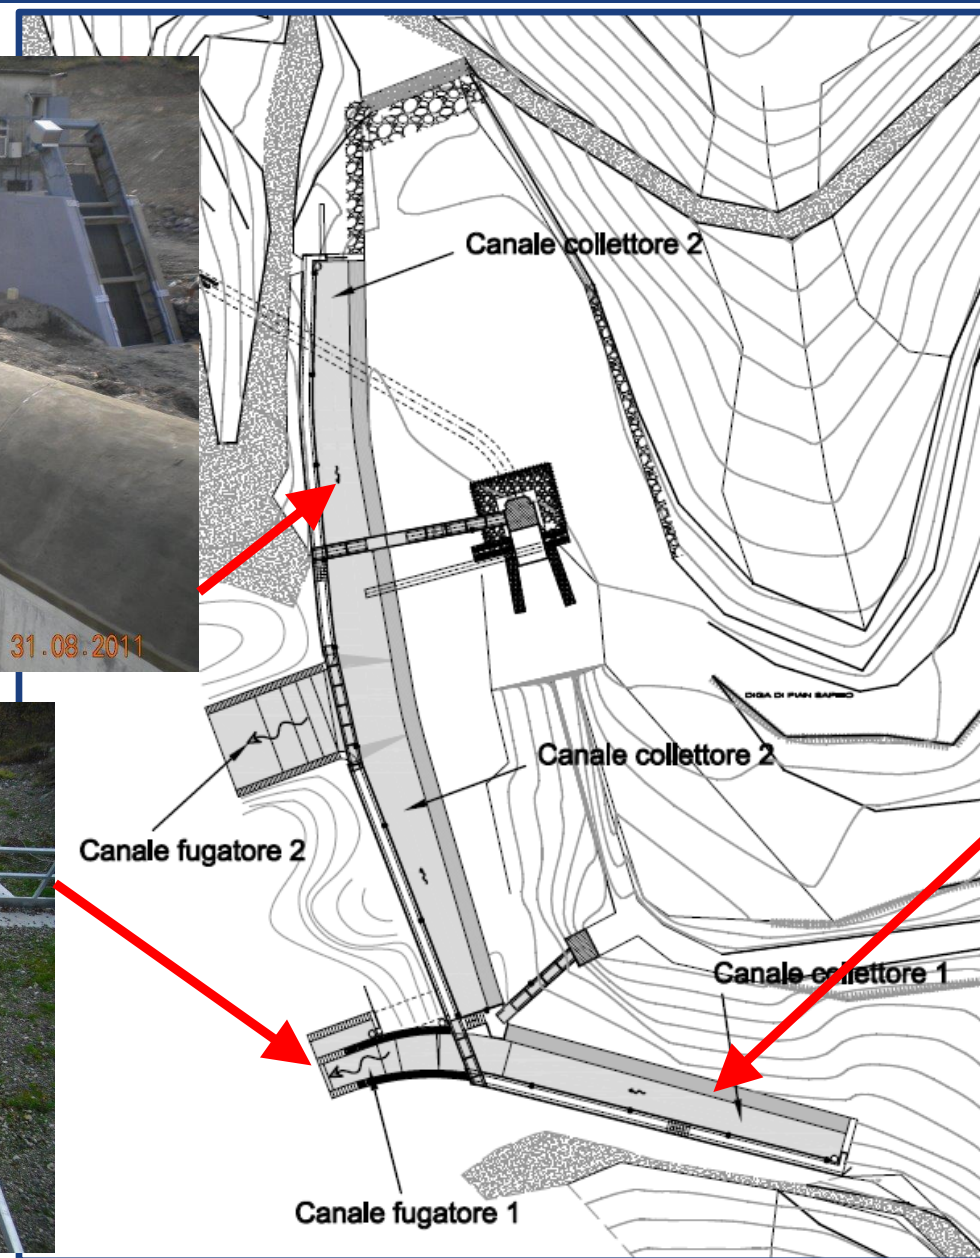 Canale collettore 2
31.08.2011
DIGA DI PIAN SAPEJO
Canale collettore 2
Canale fugatore 2
Canale collettore 1
Canale fugatore 1